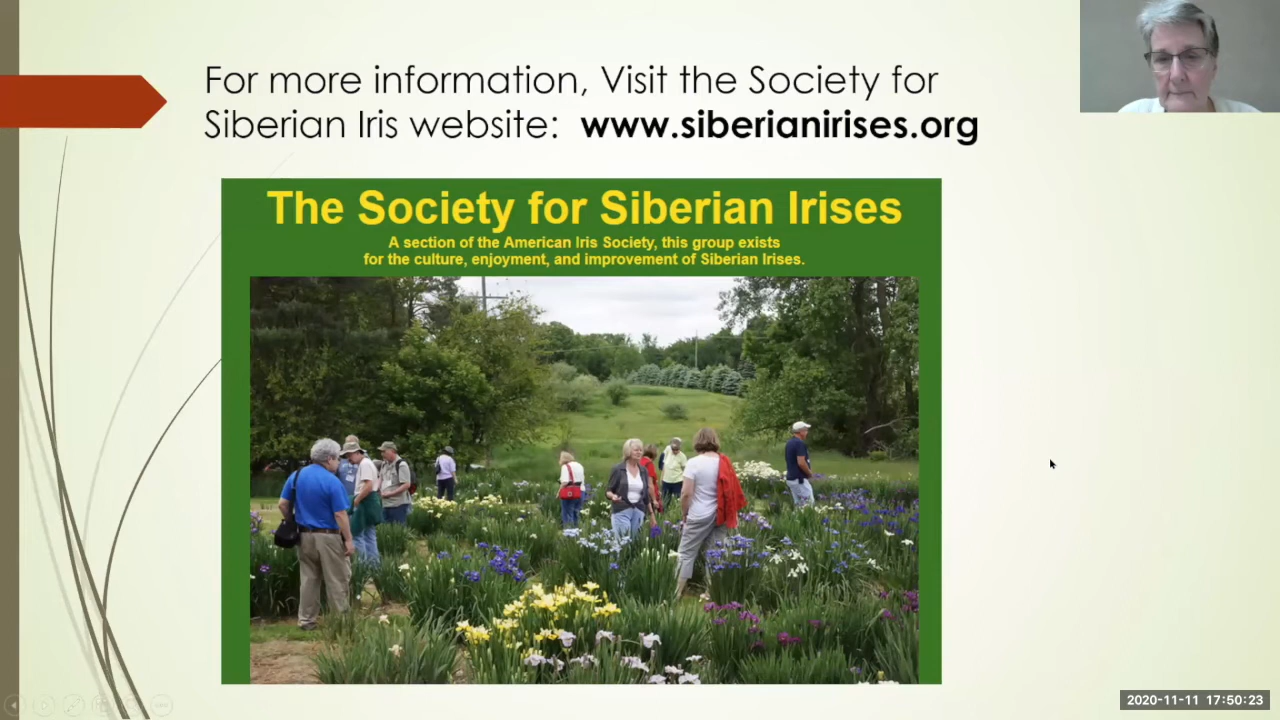 For more information, Visit the Society for
Siberian Iris website: www.siberianirises.org
The Society for Siberian Irises
A section of the American Iris Society, this group exists
for the culture, enjoyment, and improvement of Siberian Irises.
2020-11-11 17:50:23